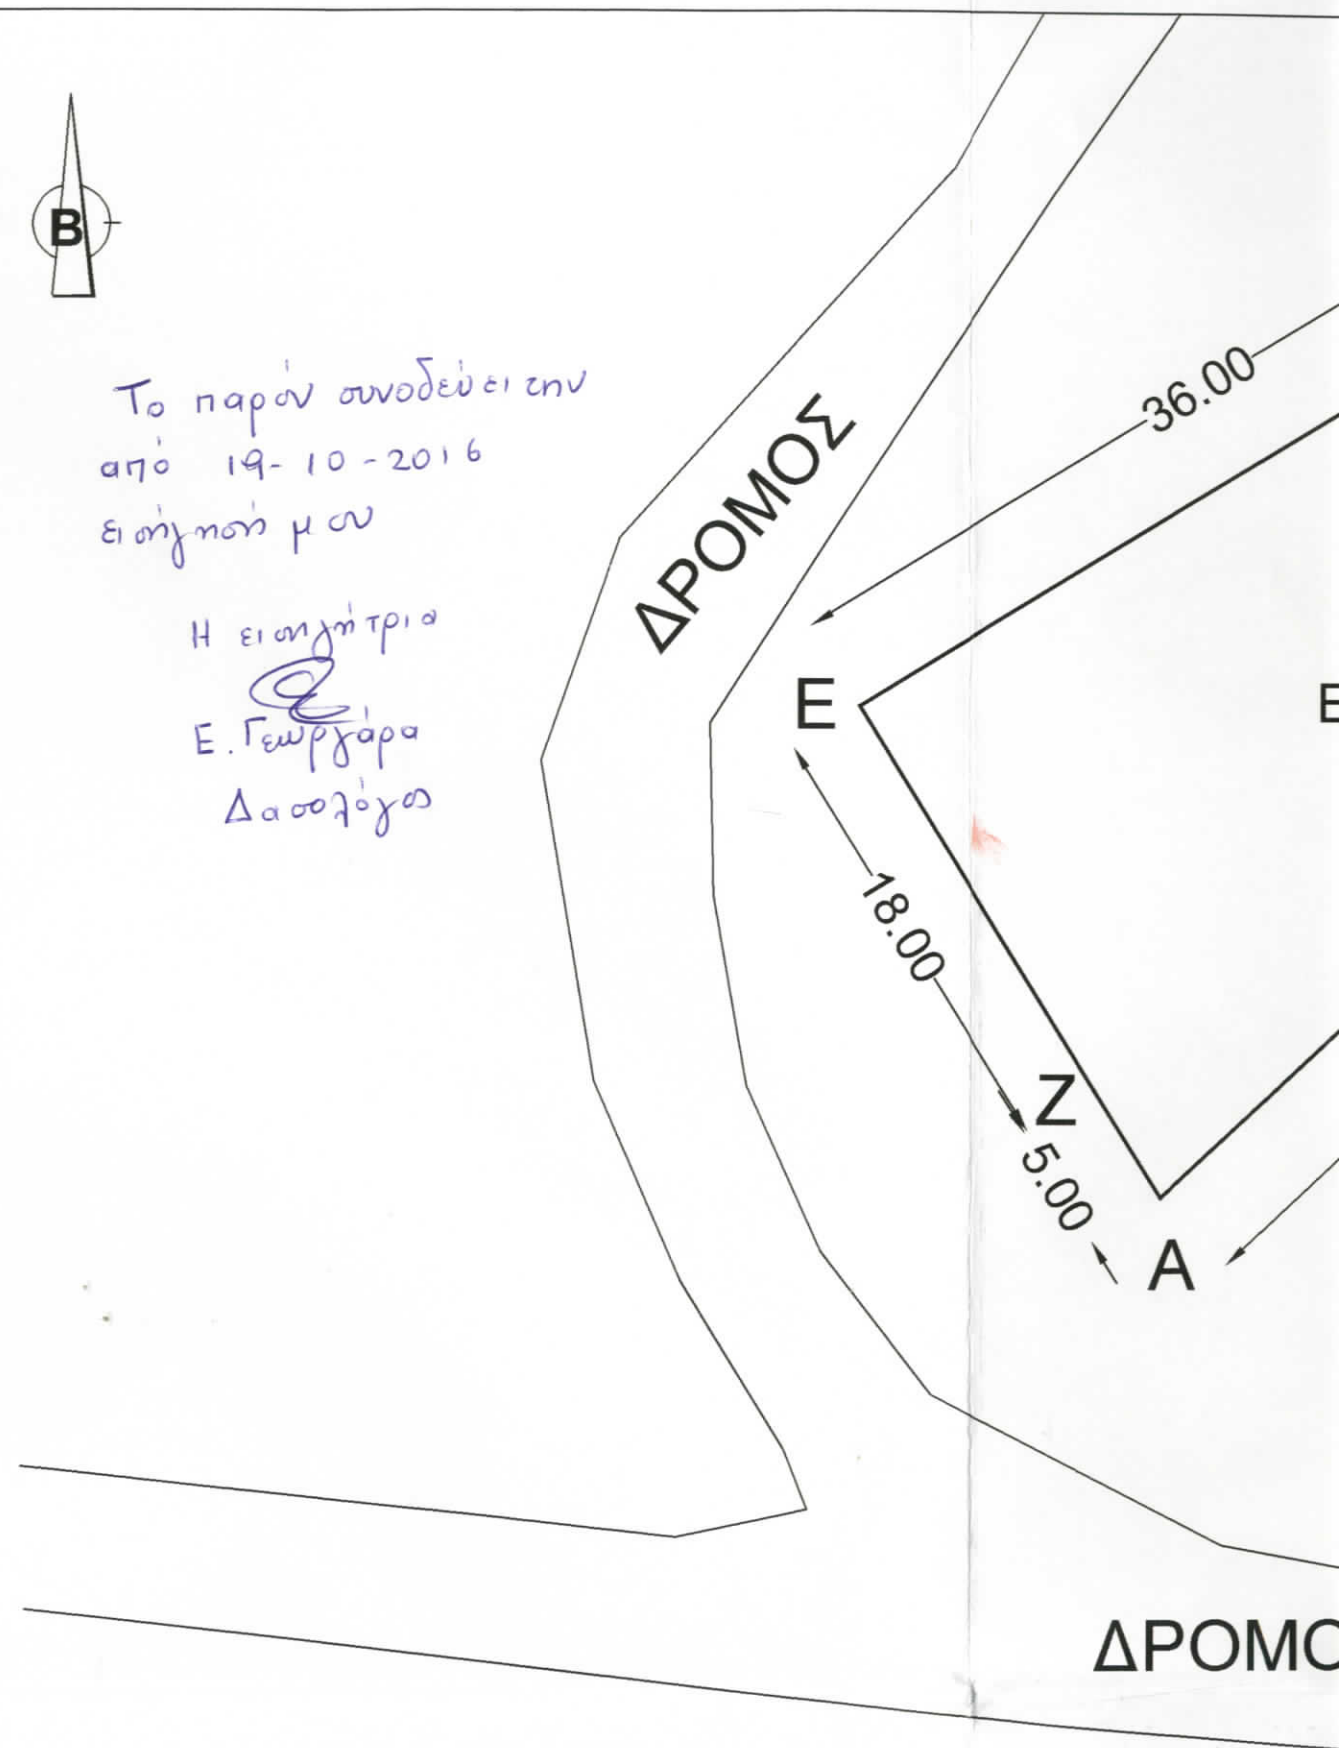 Β
Το παρόν συνοδεύει την
από 19-10-2016
εισήγησή μου
Η εισηγήτρια
Ε. Γεωργάρα
Δασολόγος
ΔΡΟΜΟΣ
36.00
Ε
Ε
18.00
Ζ
5.00
Α
ΔΡΟΜΟ